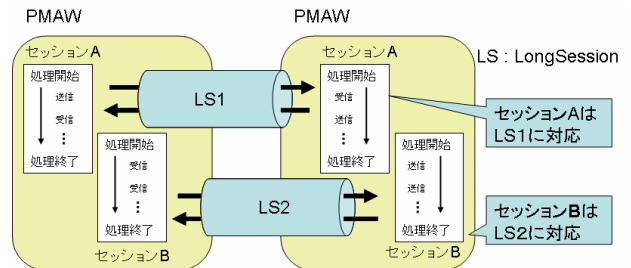 PMAW
PMAW
セッションA
処理開始
送信
受信
⋮
処理終了
処理開始
受信
受信
⋮
処理終了
セッションB
LS1
LS2
セッションA
処理開始
受信
送信
⋮
処理終了
処理開始
送信
送信
⋮
処理終了
セッションB
LS : LongSession
セッションAは
LS1に対応
セッションBは
LS2に対応